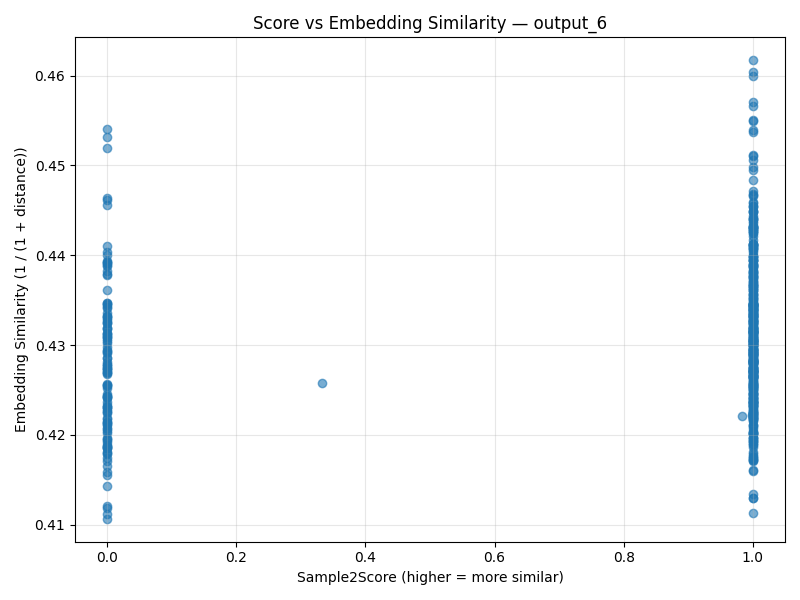 Score vs Embedding Similarity — output_6
Embedding Similarity (1 / (1 + distance))
0.46
0.45
0.44
0.43
0.42
0.41
0.0 0.2 0.4 0.6 0.8 1.0
Sample2Score (higher = more similar)